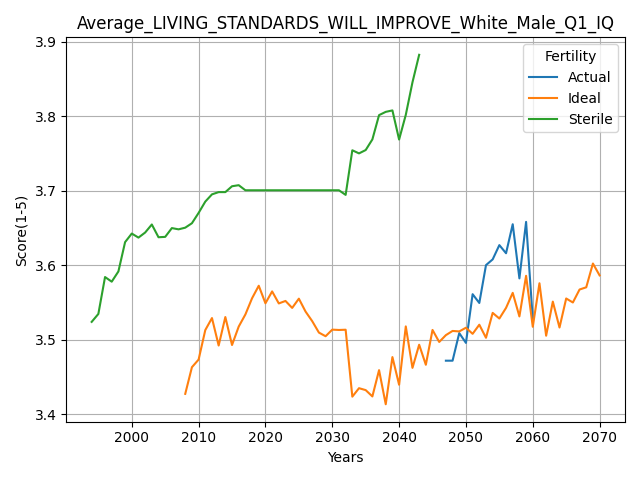 Average_LIVING_STANDARDS_WILL_IMPROVE_White_Male_Q1_IQ
Fertility
Actual
Ideal
Sterile
Score(1-5)
3.9
3.8
3.7
3.6
3.5
3.4
2000 2010 2020 2030 2040 2050 2060 2070
Years